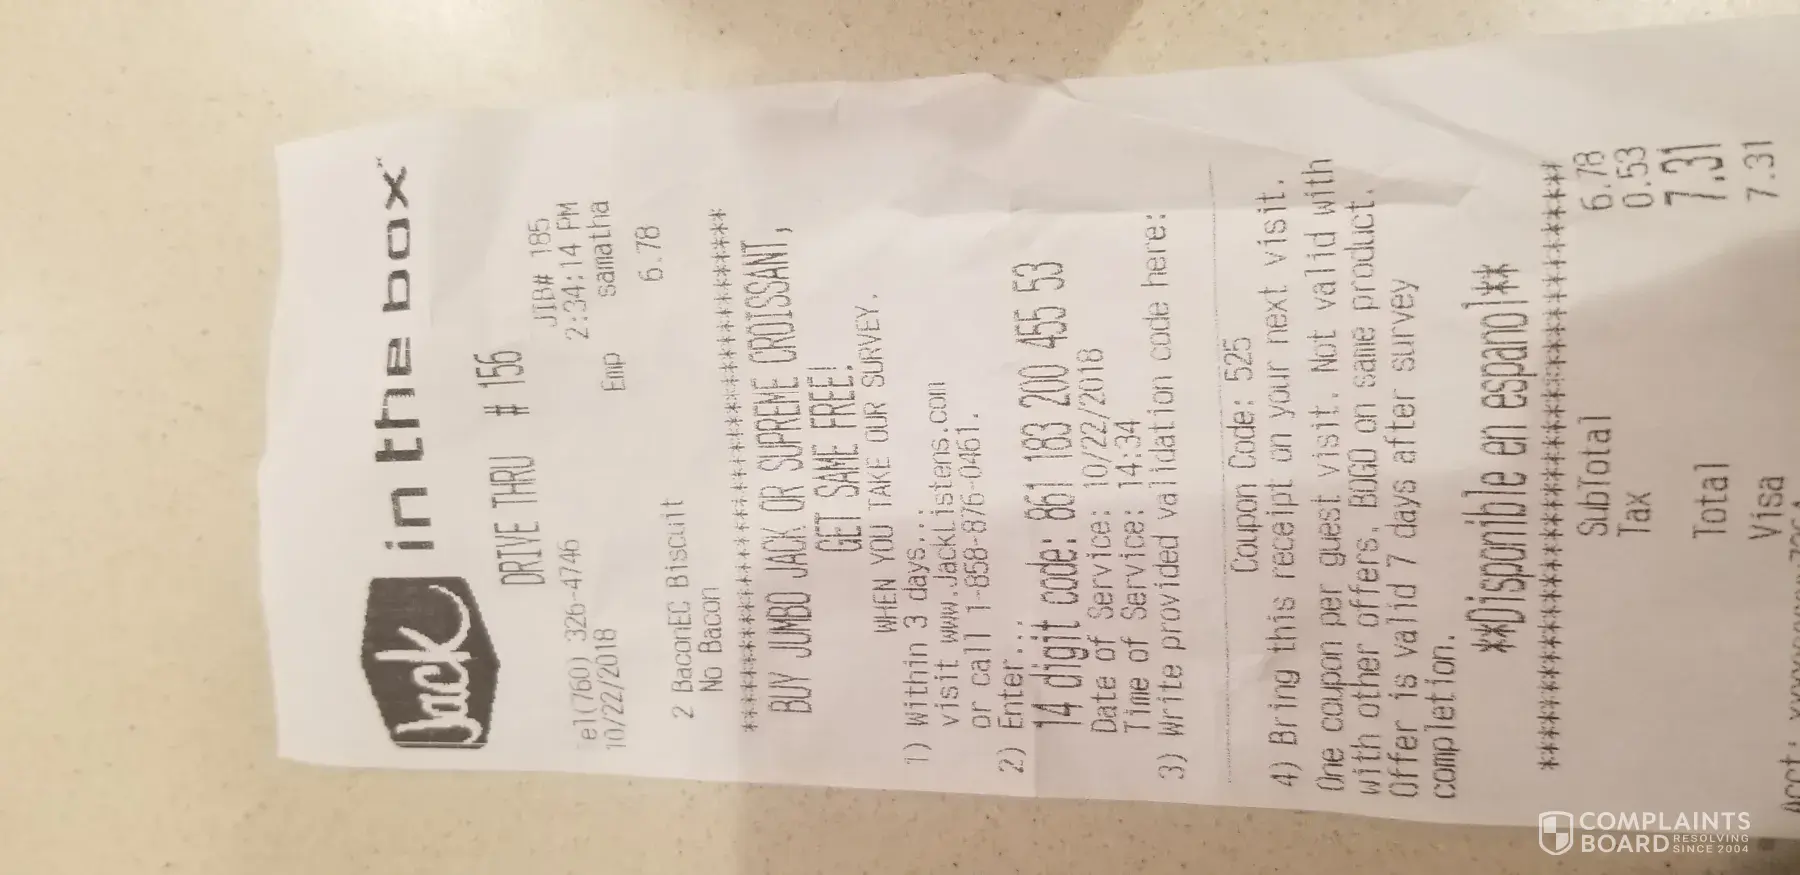 Jack in the box
DRIVE THRU # 156
JIB# 185
el(760) 326-4746 2:34:14 PM
10/22/2018 Emp samatha
2 BaconEC Biscuit 6.78
No Bacon
BUY JUMBO JACK OR SUPREME CROISSANT,
GET SAME FREE!
WHEN YOU TAKE OUR SURVEY.
1) Within 3 days...
visit www.JackListens.com
or call 1-858-876-0461.
2) Enter...
14 digit code: 861 183 200 455 53
Date of Service: 10/22/2018
Time of Service: 14:34
3) Write provided validation code here:
Coupon Code: 525
4) Bring this receipt on your next visit.
One coupon per guest visit. Not valid with
with other offers. BOGO on same product.
Offer is valid 7 days after survey
completion.
**Disponible en espanol**
SubTotal 6.78
Tax 0.53
Total 7.31
Visa 7.31
Acct:
COMPLAINTS
BOARD RESOLVING
SINCE 2004